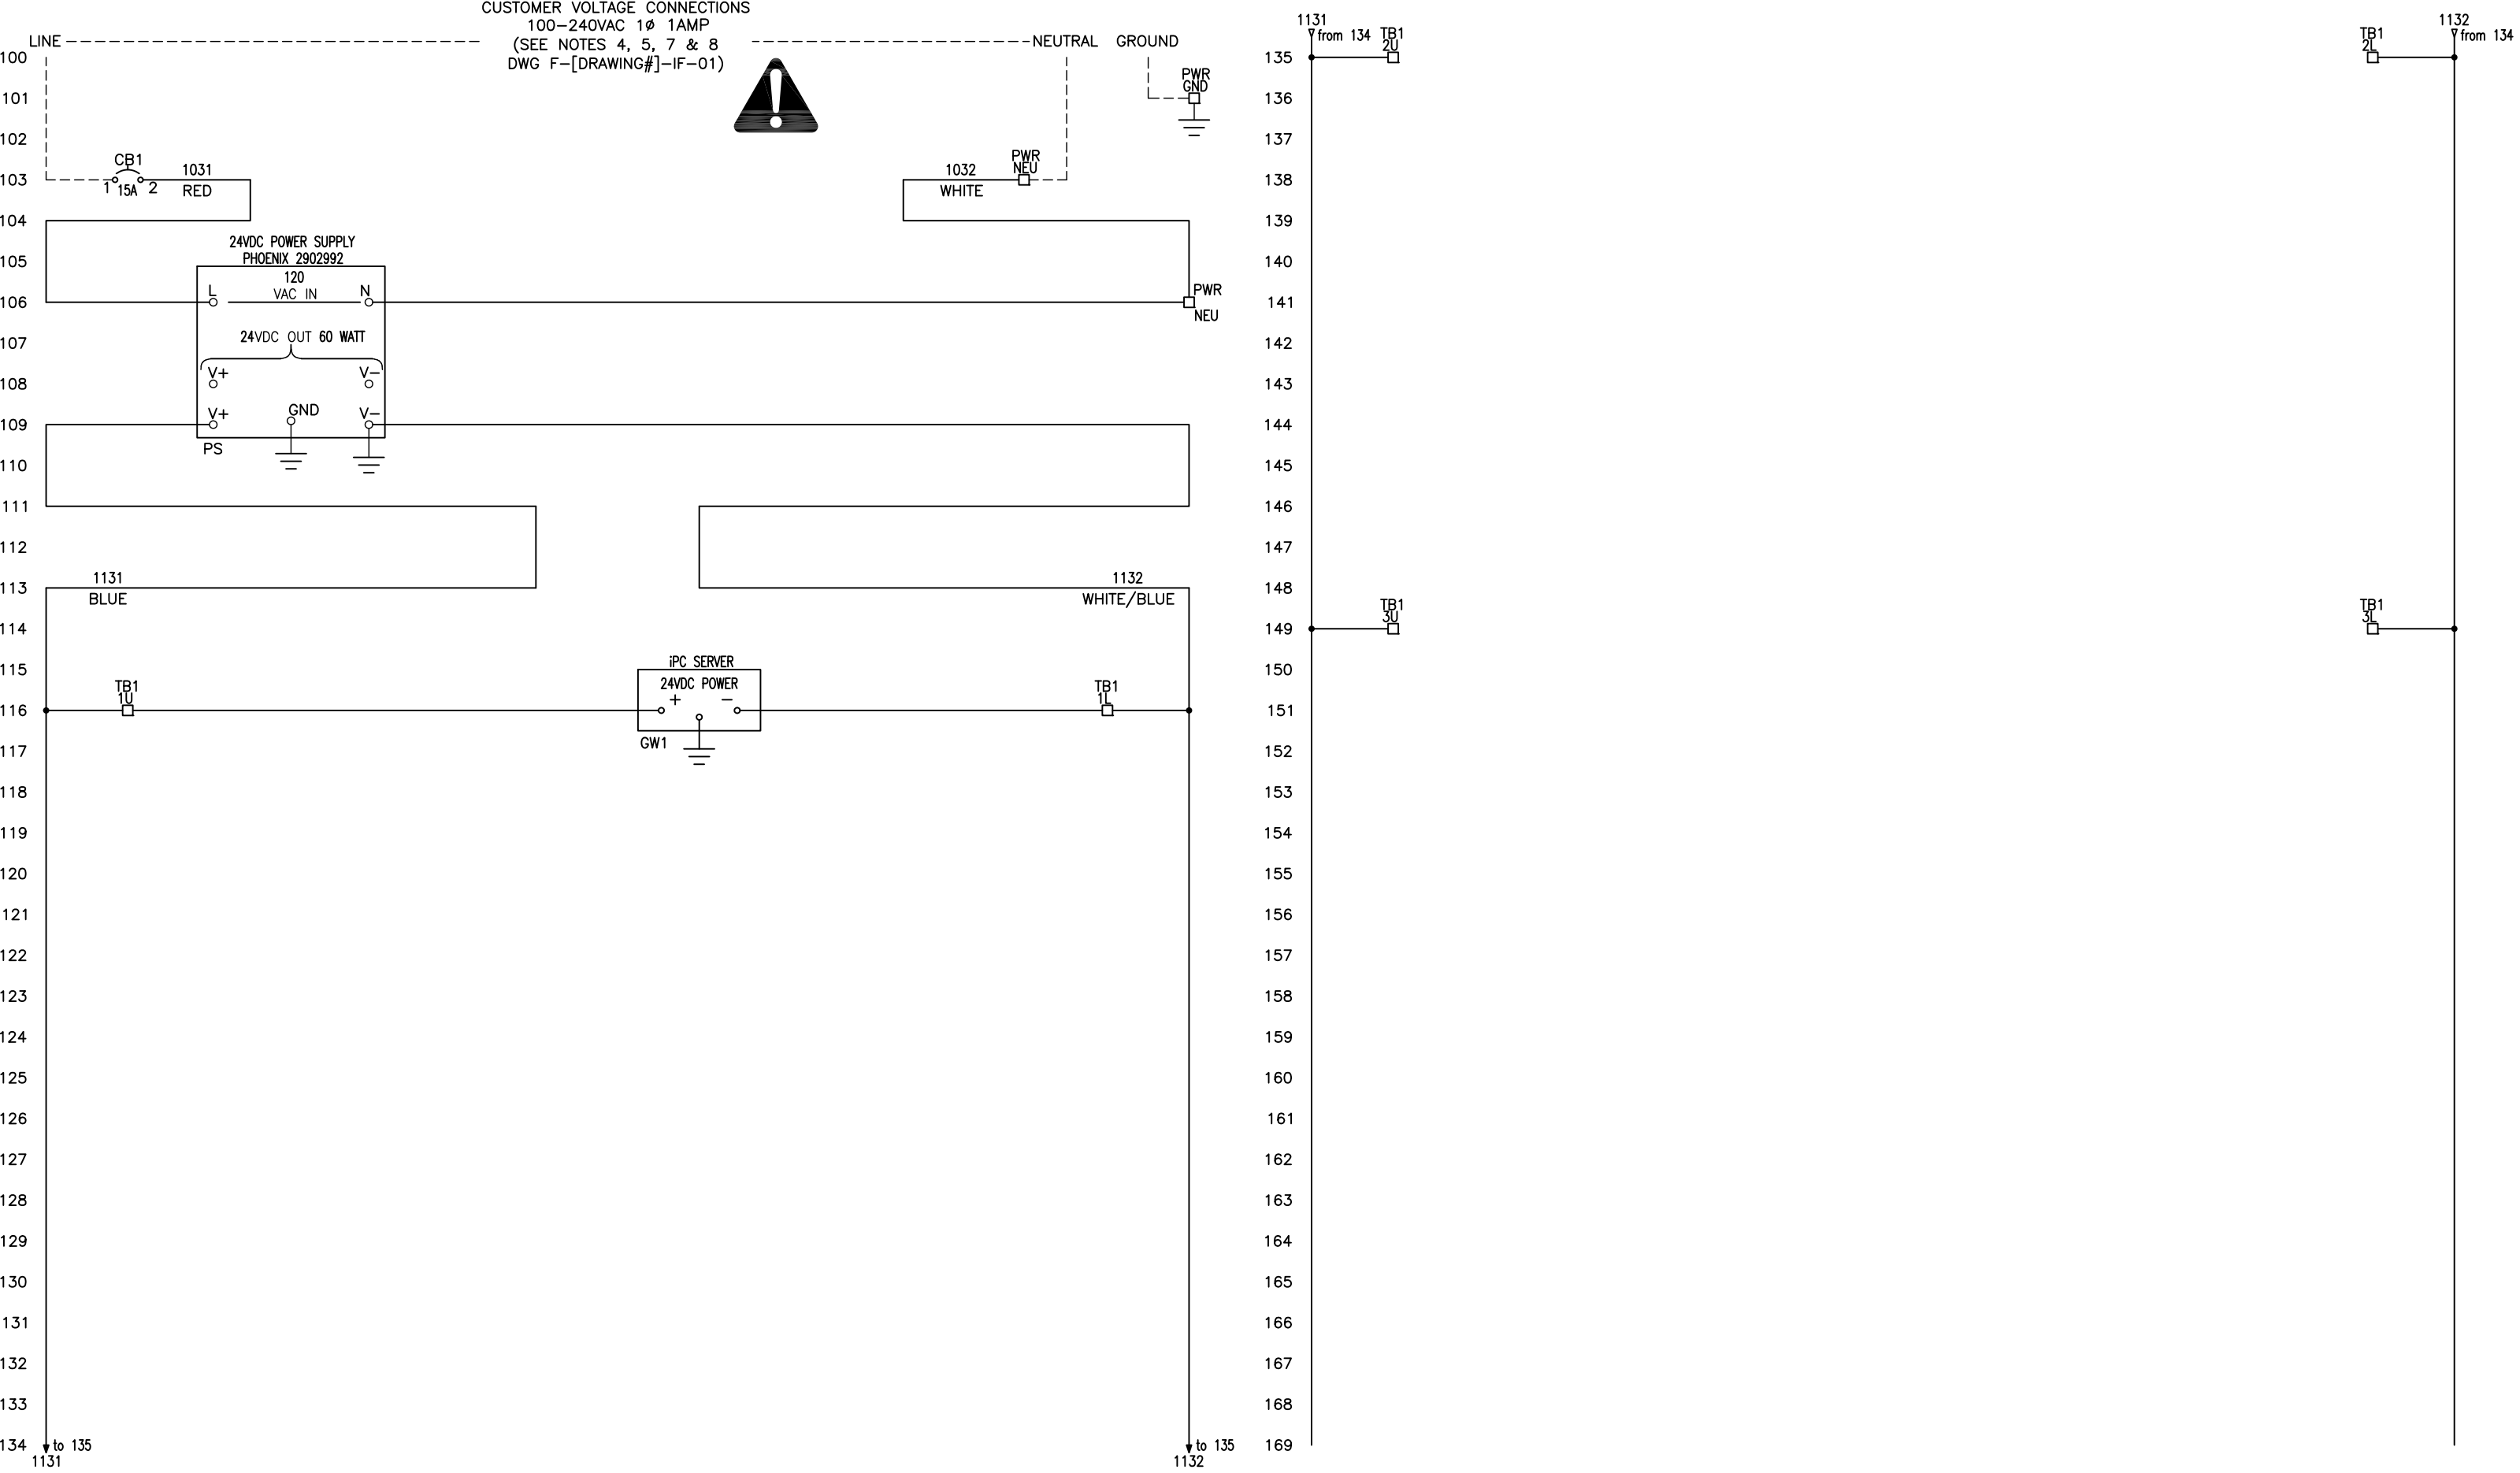 CUSTOMER VOLTAGE CONNECTIONS
100-240VAC 1ø 1AMP
(SEE NOTES 4, 5, 7 & 8
DWG F-[DRAWING#]-IF-01)
LINE
NEUTRAL
GROUND
100
101
PWR
GND
102
103
CB1
1
15A
2
1031
RED
1032
WHITE
PWR
NEU
104
24VDC POWER SUPPLY
PHOENIX 2902992
105
120
VAC IN
106
L
N
PWR
NEU
107
24VDC OUT 60 WATT
108
V+
V-
109
V+
GND
V-
PS
110
111
112
113
1131
BLUE
1132
WHITE/BLUE
114
115
iPC SERVER
24VDC POWER
+
-
116
TB1
1U
TB1
1L
GW1
117
118
119
120
121
122
123
124
125
126
127
128
129
130
131
132
133
134
to 135
1131
to 135
1132
1131
from 134
TB1
2U
TB1
2L
1132
from 134
135
136
137
138
139
140
141
142
143
144
145
146
147
148
149
TB1
3U
TB1
3L
150
151
152
153
154
155
156
157
158
159
160
161
162
163
164
165
166
167
168
169